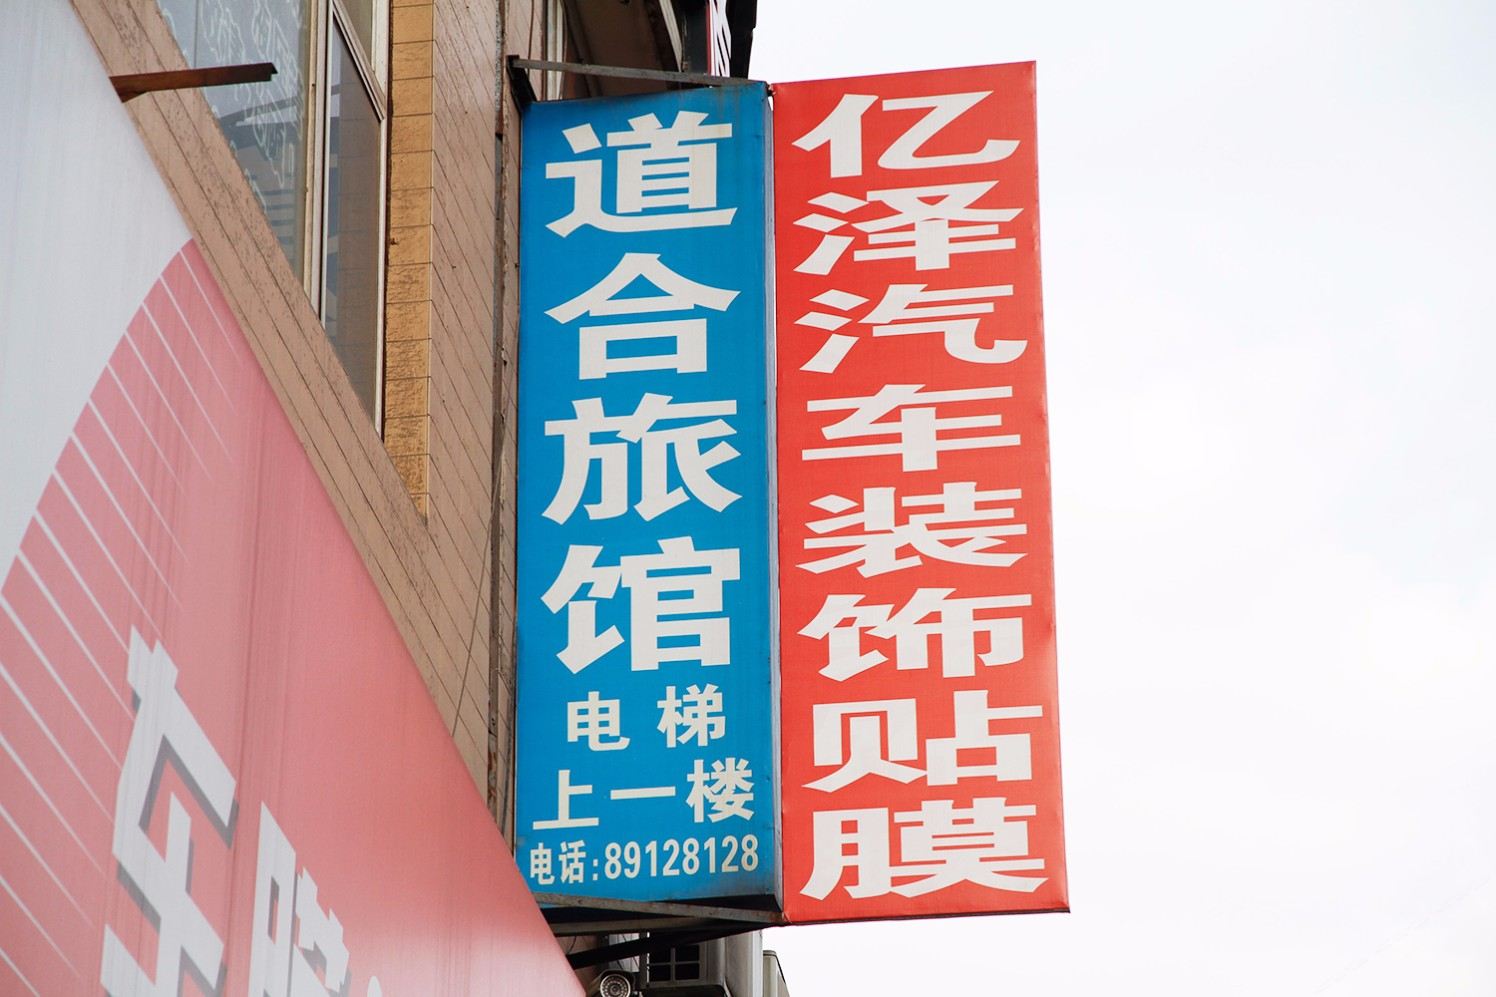 道合旅馆
电梯
上一楼
电话:89128128
亿泽汽车装饰贴膜
车